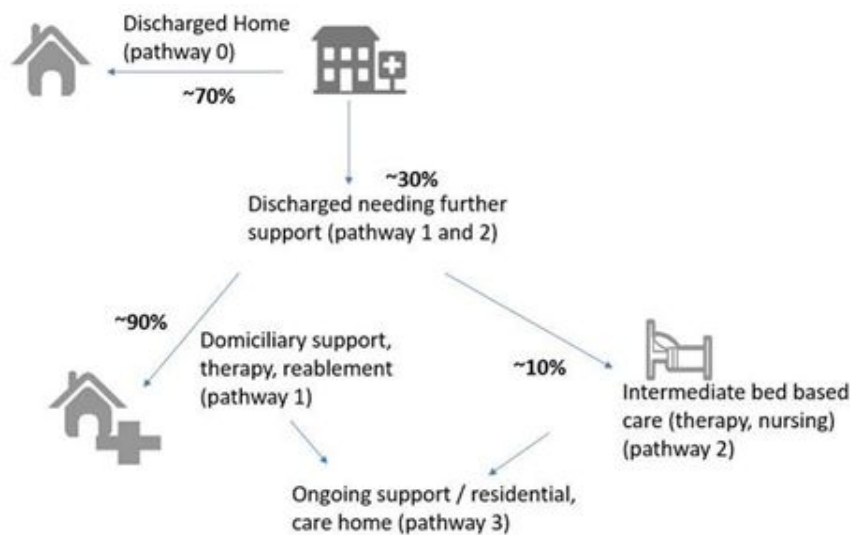 Discharged Home
(pathway 0)
~70%
~30%
Discharged needing further
support (pathway 1 and 2)
~90%
Domiciliary support,
therapy, reablement
(pathway 1)
~10%
Intermediate bed based
care (therapy, nursing)
(pathway 2)
Ongoing support / residential,
care home (pathway 3)